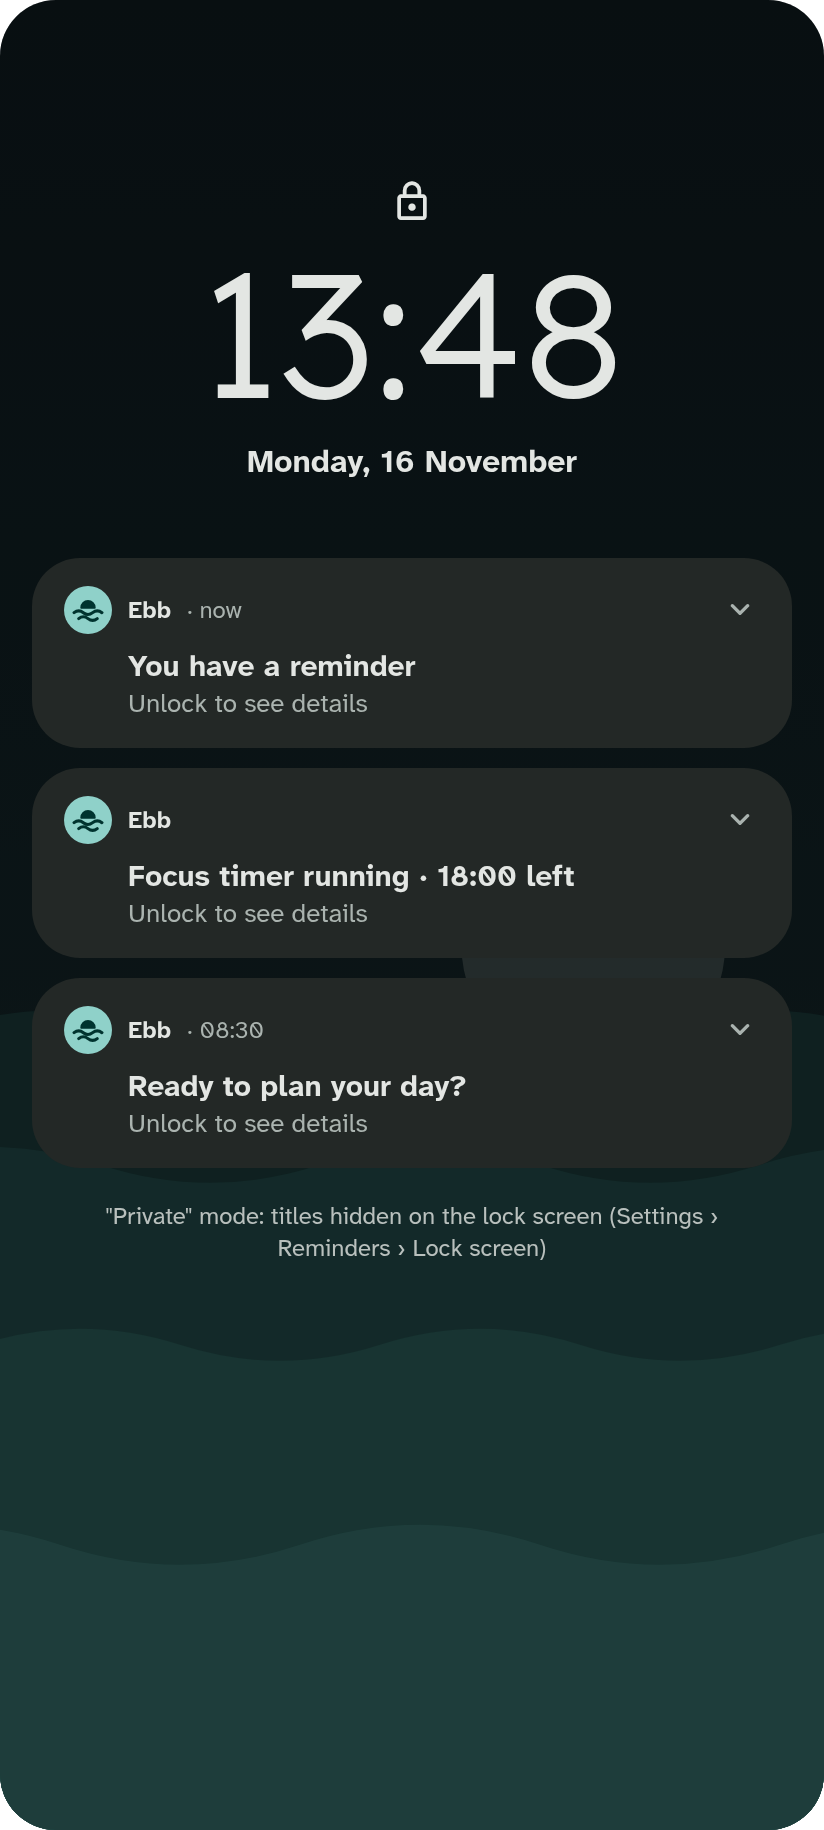 13:48
Monday, 16 November
Ebb · now
You have a reminder
Unlock to see details
Ebb
Focus timer running · 18:00 left
Unlock to see details
Ebb · 08:30
Ready to plan your day?
Unlock to see details
"Private" mode: titles hidden on the lock screen (Settings ›
Reminders › Lock screen)